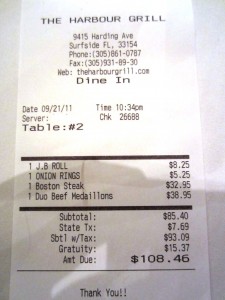 THE HARBOUR GRILL
9415 Harding Ave
Surfside FL, 33154
Phone:(305)861-0787
Fax:(305)931-89-30
Web: theharbourgrill.com
Dine In
Date 09/21/11 Time 10:34pm
Server: Chk 26688
Table:#2
1 J.B ROLL $8.25
1 ONION RINGS $5.25
1 Boston Steak $32.95
1 Duo Beef Medaillons $38.95
Subtotal: $85.40
State Tx: $7.69
Sbtl w/Tax: $93.09
Gratuity: $15.37
Amt Due: $108.46
Thank You!!